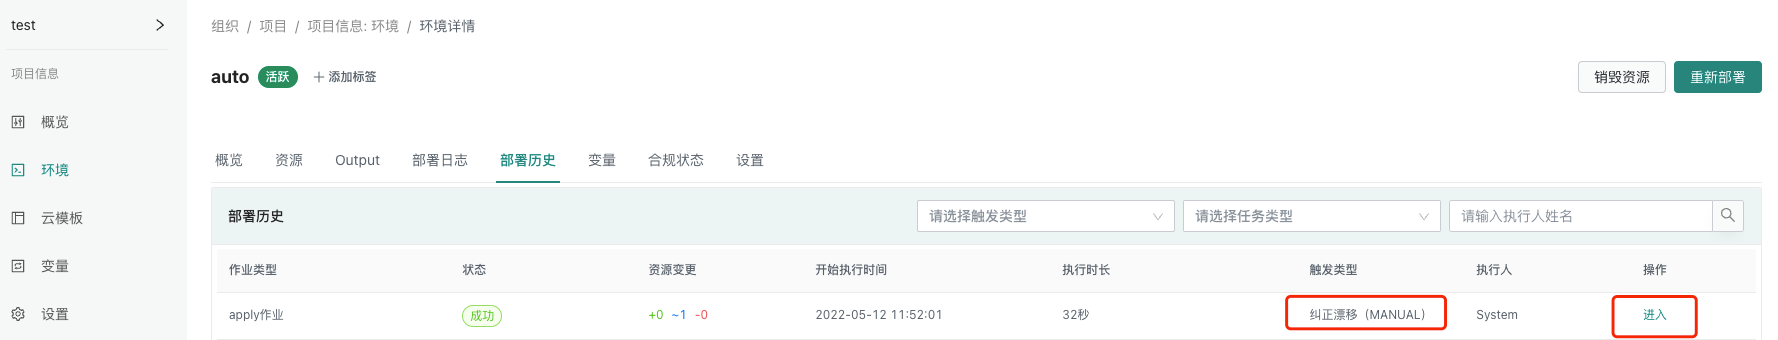 test
组织 / 项目 / 项目信息: 环境 / 环境详情
项目信息
auto 活跃 添加标签 销毁资源 重新部署
概览
环境
云模板
变量
设置
概览 资源 Output 部署日志 部署历史 变量 合规状态 设置
部署历史 请选择触发类型 请选择任务类型 请输入执行人姓名
作业类型 状态 资源变更 开始执行时间 执行时长 触发类型 执行人 操作
apply作业 成功 +0 ~1 -0 2022-05-12 11:52:01 32秒 纠正漂移（MANUAL） System 进入